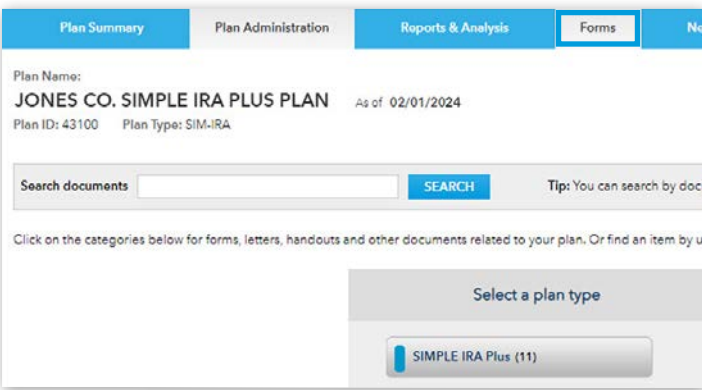 Plan Summary Plan Administration Reports & Analysis Forms
Plan Name:
JONES CO. SIMPLE IRA PLUS PLAN As of 02/01/2024
Plan ID: 43100 Plan Type: SIM-IRA
Search documents SEARCH Tip: You can search by doc
Click on the categories below for forms, letters, handouts and other documents related to your plan. Or find an item by u
Select a plan type
SIMPLE IRA Plus (11)